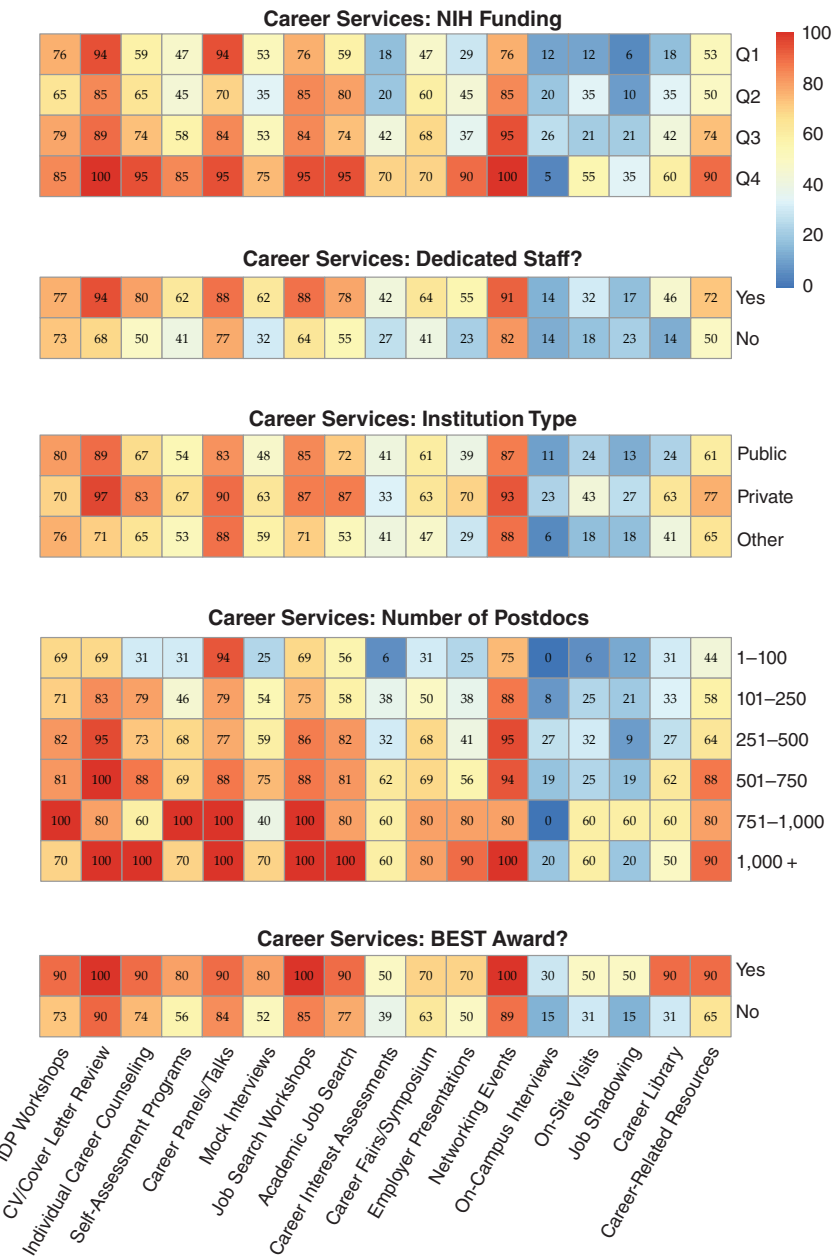 Career Services: NIH Funding
76 94 59 47 94 53 76 59 18 47 29 76 12 12 6 18 53 Q1
65 85 65 45 70 35 85 80 20 60 45 85 20 35 10 35 50 Q2
79 89 74 58 84 53 84 74 42 68 37 95 26 21 21 42 74 Q3
85 100 95 85 95 75 95 95 70 70 90 100 5 55 35 60 90 Q4
100
80
60
40
20
0
Career Services: Dedicated Staff?
77 94 80 62 88 62 88 78 42 64 55 91 14 32 17 46 72 Yes
73 68 50 41 77 32 64 55 27 41 23 82 14 18 23 14 50 No
Career Services: Institution Type
80 89 67 54 83 48 85 72 41 61 39 87 11 24 13 24 61 Public
70 97 83 67 90 63 87 87 33 63 70 93 23 43 27 63 77 Private
76 71 65 53 88 59 71 53 41 47 29 88 6 18 18 41 65 Other
Career Services: Number of Postdocs
69 69 31 31 94 25 69 56 6 31 25 75 0 6 12 31 44 1–100
71 83 79 46 79 54 75 58 38 50 38 88 8 25 21 33 58 101–250
82 95 73 68 77 59 86 82 32 68 41 95 27 32 9 27 64 251–500
81 100 88 69 88 75 88 81 62 69 56 94 19 25 19 62 88 501–750
100 80 60 100 100 40 100 80 60 80 80 80 0 60 60 60 80 751–1,000
70 100 100 70 100 70 100 100 60 80 90 100 20 60 20 50 90 1,000 +
Career Services: BEST Award?
90 100 90 80 90 80 100 90 50 70 70 100 30 50 50 90 90 Yes
73 90 74 56 84 52 85 77 39 63 50 89 15 31 15 31 65 No
IDP Workshops
CV/Cover Letter Review
Individual Career Counseling
Self-Assessment Programs
Career Panels/Talks
Mock Interviews
Job Search Workshops
Academic Job Search
Career Interest Assessments
Career Fairs/Symposium
Employer Presentations
Networking Events
On-Campus Interviews
On-Site Visits
Job Shadowing
Career Library
Career-Related Resources